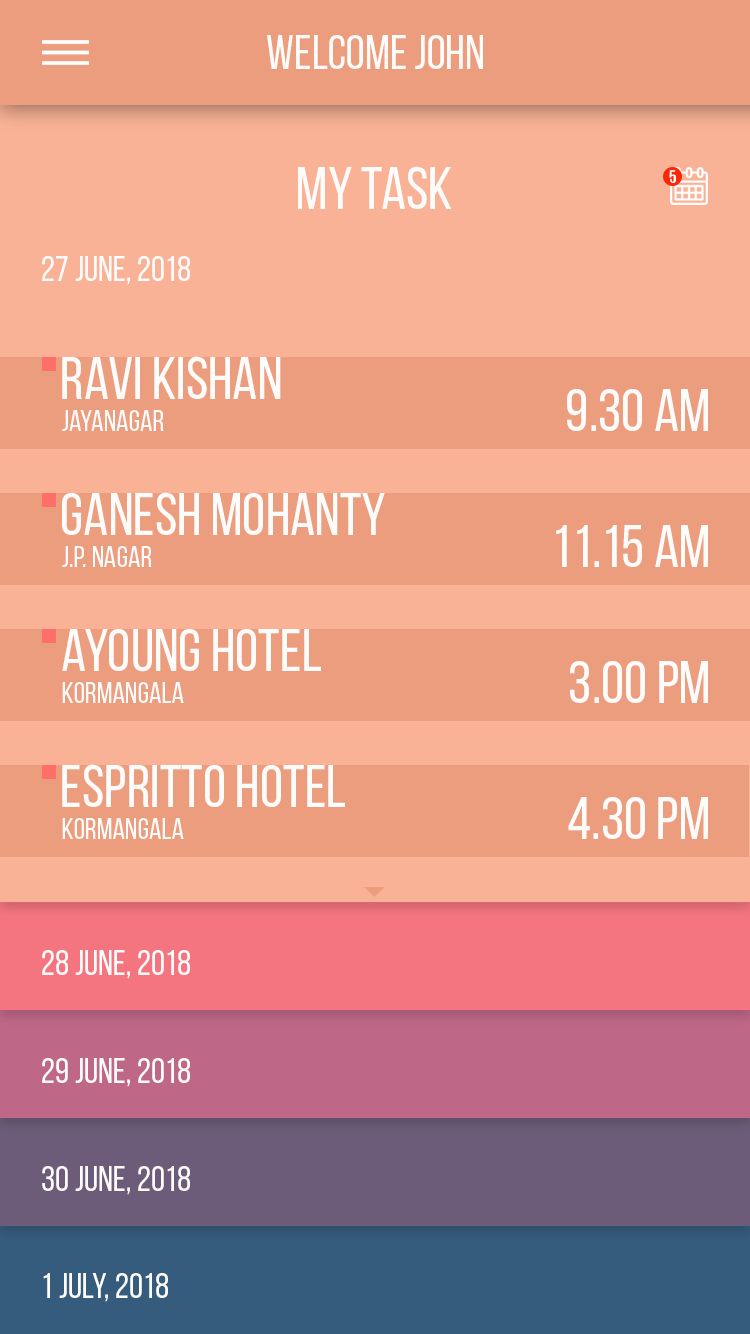 WELCOME JOHN
MY TASK
5
27 JUNE, 2018
RAVI KISHAN
JAYANAGAR
9.30 AM
GANESH MOHANTY
J.P. NAGAR
11.15 AM
AYOUNG HOTEL
KORMANGALA
3.00 PM
ESPRITTO HOTEL
KORMANGALA
4.30 PM
28 JUNE, 2018
29 JUNE, 2018
30 JUNE, 2018
1 JULY, 2018